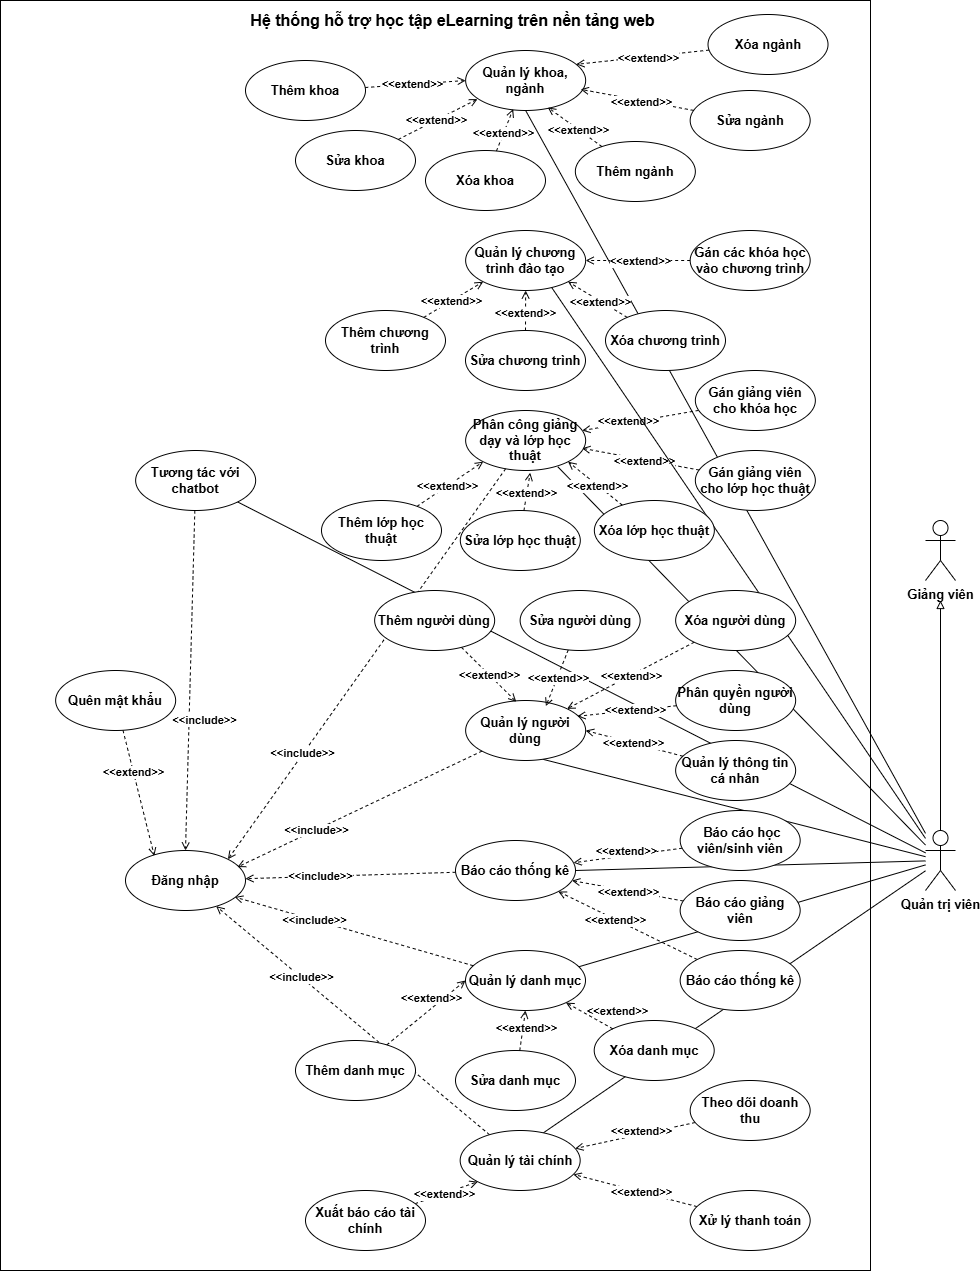 Hệ thống hỗ trợ học tập eLearning trên nền tảng web
Xóa ngành
<<extend>>
Quản lý khoa,
ngành
Thêm khoa
<<extend>>
<<extend>>
Sửa ngành
<<extend>>
<<extend>>
<<extend>>
Sửa khoa
Xóa khoa
Thêm ngành
Quản lý chương
trình đào tạo
<<extend>>
Gán các khóa học
vào chương trình
<<extend>>
<<extend>>
<<extend>>
Thêm chương
trình
Sửa chương trình
Xóa chương trình
Gán giảng viên
cho khóa học
<<extend>>
Phân công giảng
dạy và lớp học
thuật
<<extend>>
Gán giảng viên
cho lớp học thuật
Tương tác với
chatbot
<<extend>>
<<extend>>
<<extend>>
Thêm lớp học
thuật
Sửa lớp học thuật
Xóa lớp học thuật
Giảng viên
Thêm người dùng
Sửa người dùng
Xóa người dùng
<<extend>>
<<extend>>
<<extend>>
Quên mật khẩu
Phân quyền người
dùng
<<extend>>
<<include>>
Quản lý người
dùng
<<extend>>
<<include>>
Quản lý thông tin
cá nhân
<<extend>>
<<include>>
Báo cáo học
viên/sinh viên
<<extend>>
Đăng nhập
<<include>>
Báo cáo thống kê
<<extend>>
Báo cáo giảng
viên
Quản trị viên
<<include>>
<<extend>>
<<include>>
Quản lý danh mục
Báo cáo thống kê
<<extend>>
<<extend>>
<<extend>>
Thêm danh mục
Sửa danh mục
Xóa danh mục
Theo dõi doanh
thu
<<extend>>
Quản lý tài chính
<<extend>>
<<extend>>
Xuất báo cáo tài
chính
Xử lý thanh toán